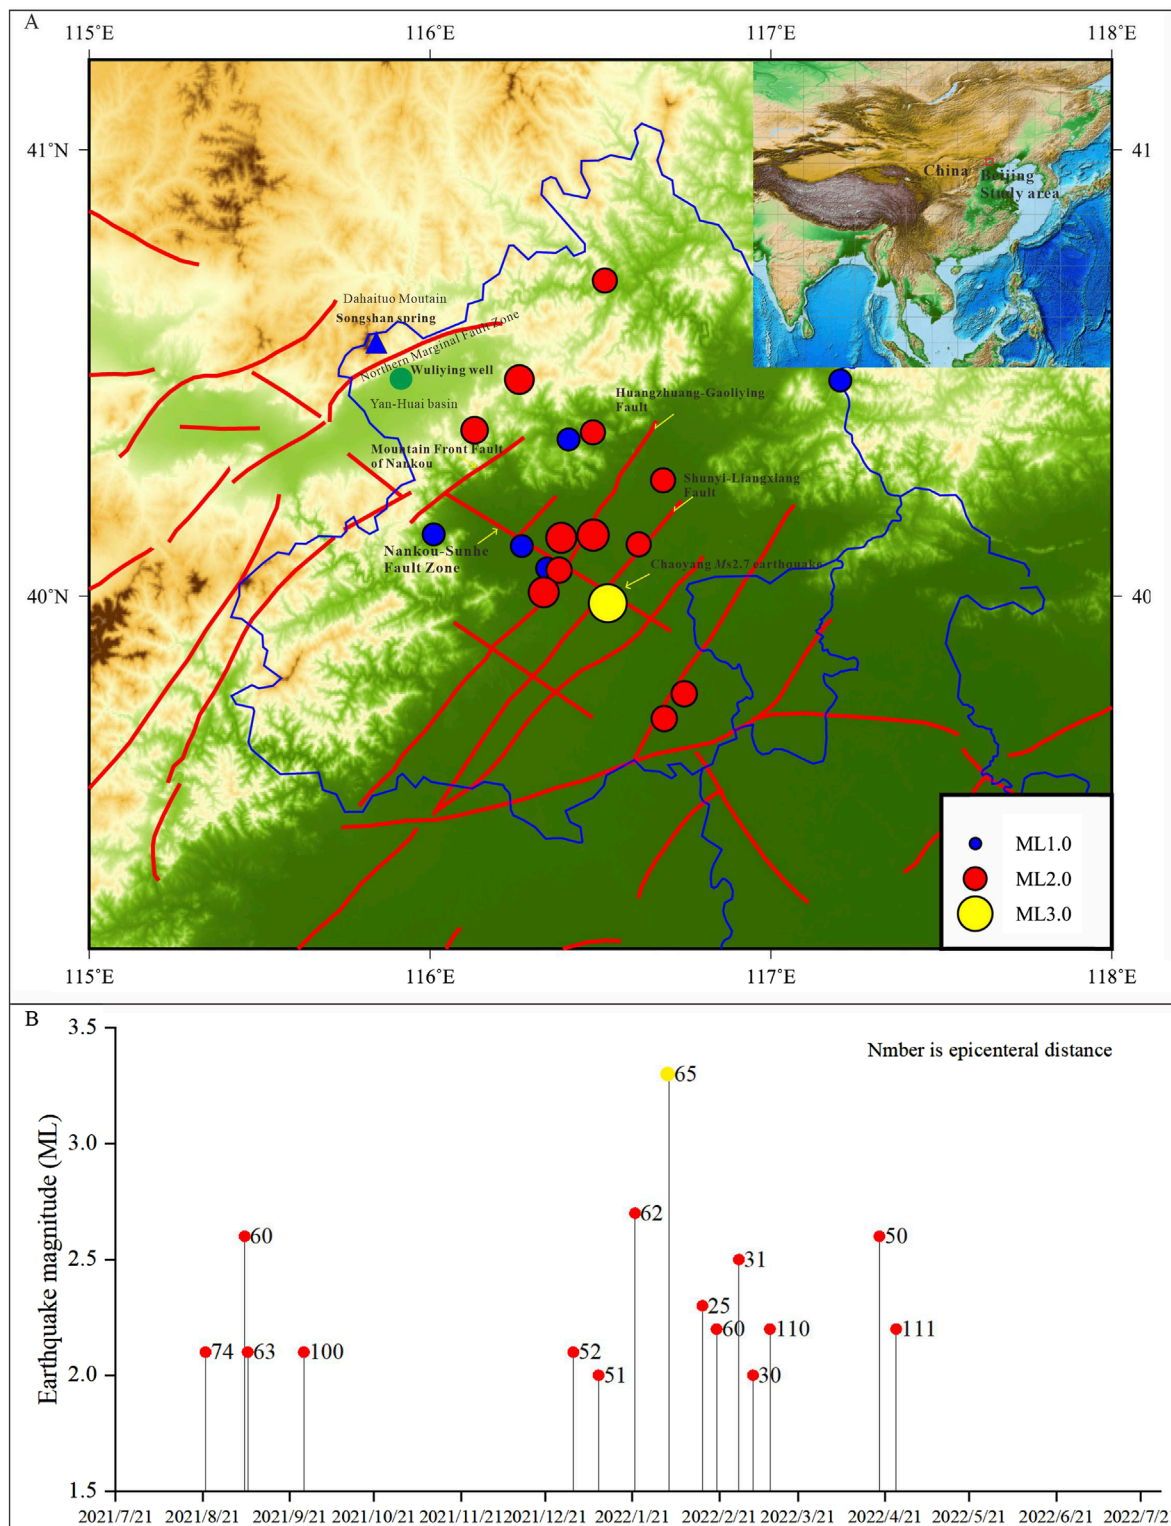 A
115°E 116°E 117°E 118°E
41°N
41
China
Beijing
Study area
Dahaituo Moutain
Songshan spring
Northern Marginal Fault Zone
Wuliying well
Yan-Huai basin
Huangzhuang-Gaoliying
Fault
Mountain Front Fault
of Nankou
Shunyi-Liangxiang
Fault
Nankou-Sunhe
Fault Zone
Chaoyang Ms2.7 earthquake
40°N
40
ML1.0
ML2.0
ML3.0
115°E 116°E 117°E 118°E
B
Nmber is epicenteral distance
Earthquake magnitude (ML)
3.5
3.0
2.5
2.0
1.5
65
62
60
50
31
25
60
110
111
74
63
100
52
51
30
2021/7/21 2021/8/21 2021/9/21 2021/10/21 2021/11/21 2021/12/21 2022/1/21 2022/2/21 2022/3/21 2022/4/21 2022/5/21 2022/6/21 2022/7/2